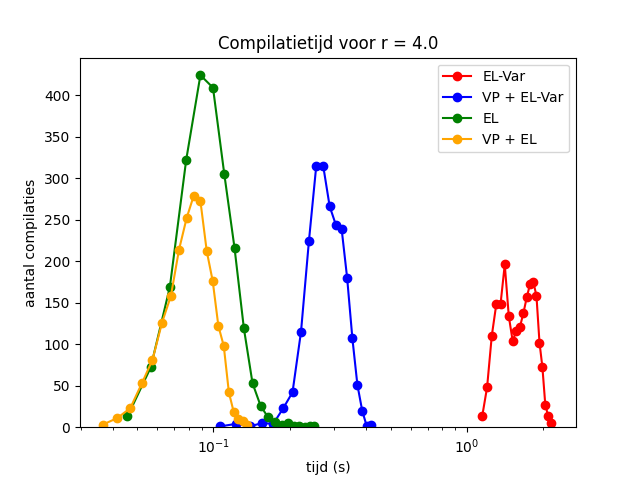 Compilatietijd voor r = 4.0
EL-Var
VP + EL-Var
EL
VP + EL
400
350
300
250
200
150
100
50
0
aantal compilaties
10⁻¹
10⁰
tijd (s)